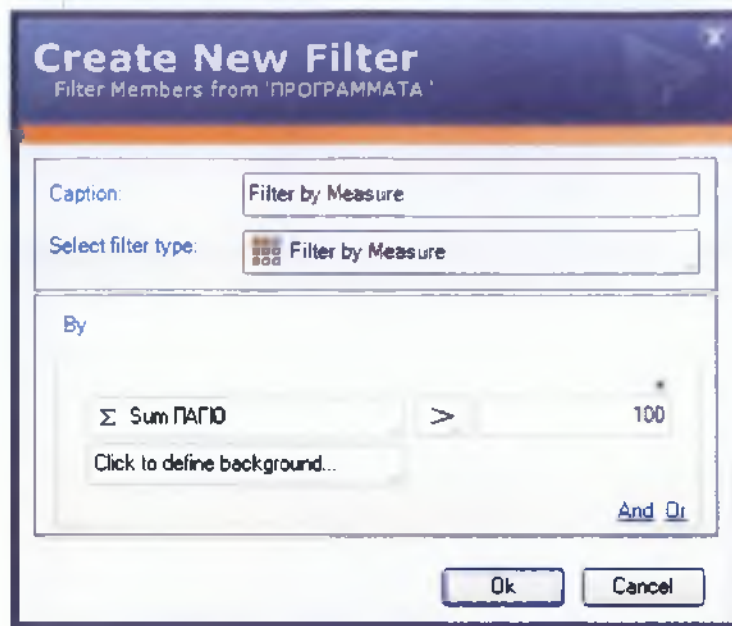 Create New Filter
Filter Members from 'ΠΡΟΓΡΑΜΜΑΤΑ'
Caption: Filter by Measure
Select filter type: Filter by Measure
By
Σ Sum ΠΑΓΙΟ > 100
Click to define background...
And Or
Ok Cancel